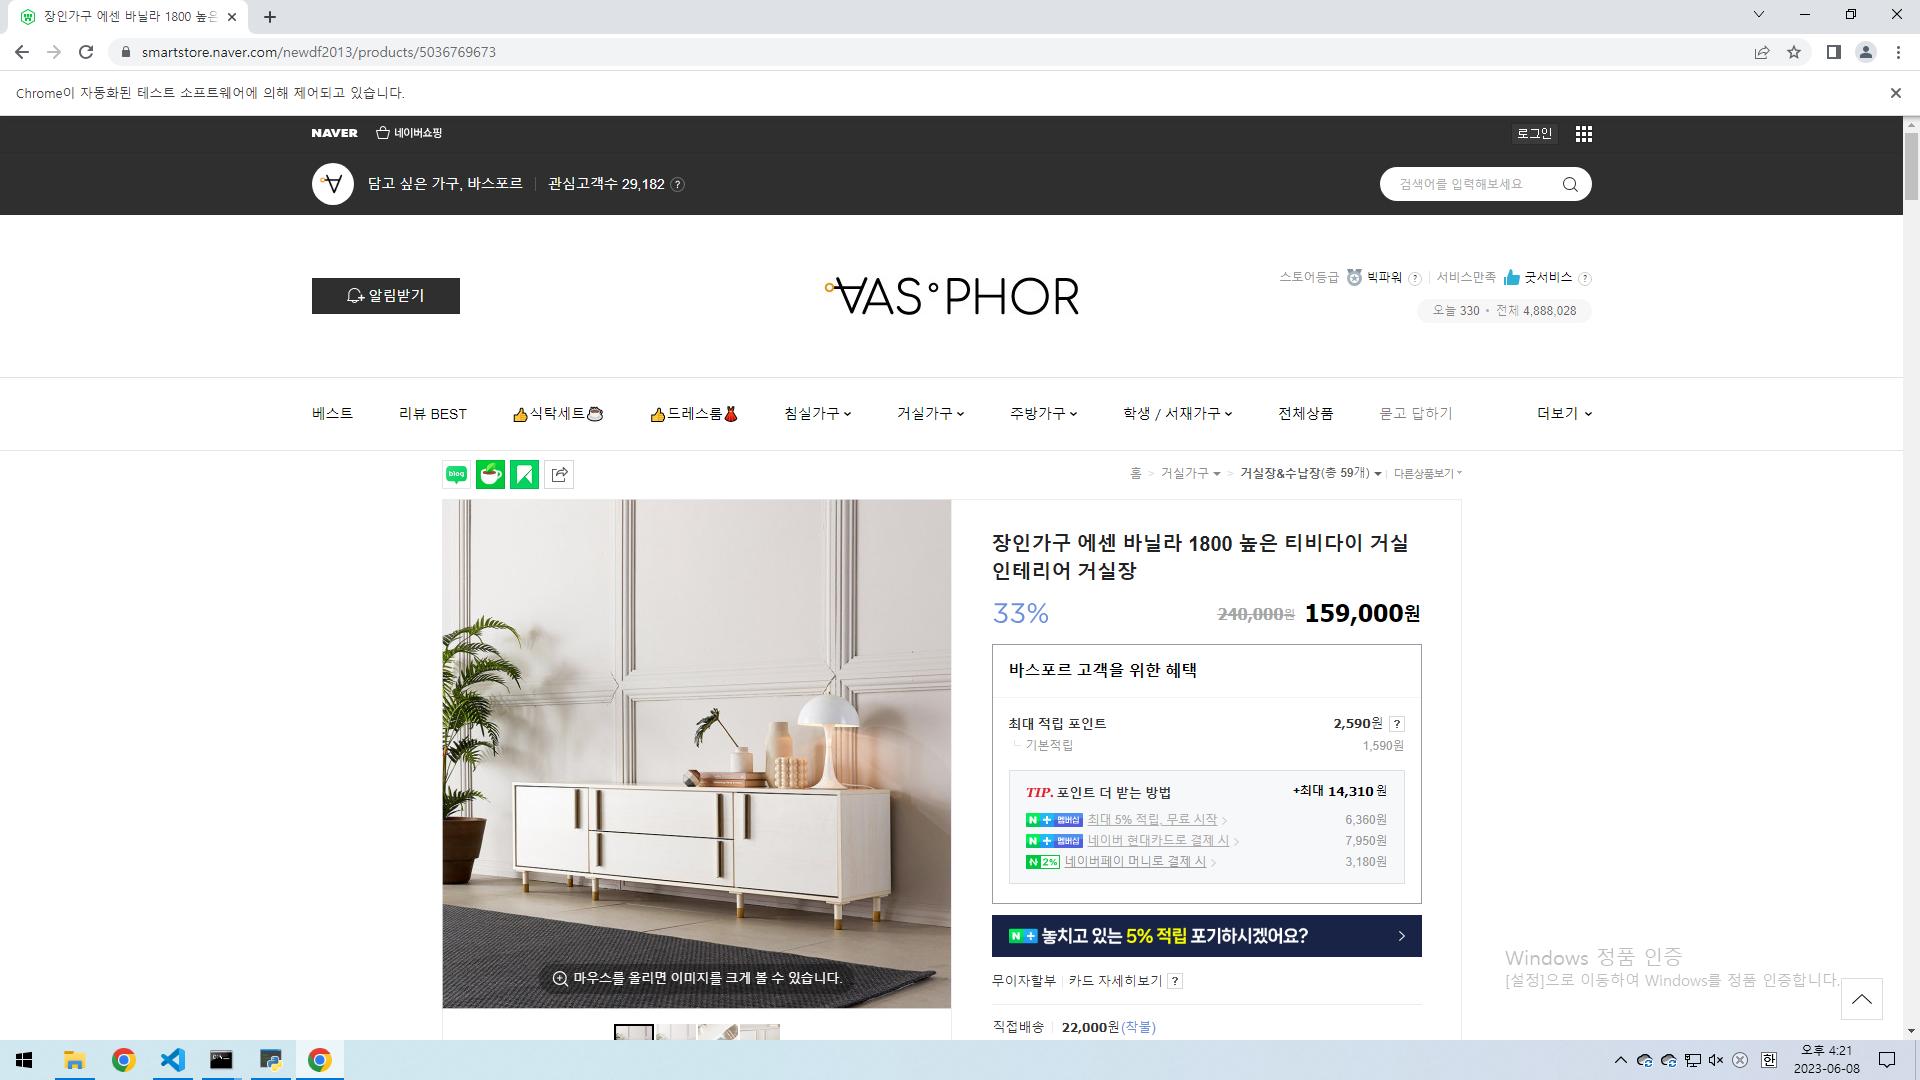 장인가구 에센 바닐라 1800 높은
smartstore.naver.com/newdf2013/products/5036769673
Chrome이 자동화된 테스트 소프트웨어에 의해 제어되고 있습니다.
NAVER 네이버쇼핑 로그인
담고 싶은 가구, 바스포르 관심고객수 29,182 ?
검색어를 입력해보세요
알림받기
VAS°PHOR
스토어등급 빅파워 ? 서비스만족 굿서비스 ?
오늘 330 • 전체 4,888,028
베스트 리뷰 BEST 👍식탁세트☕ 👍드레스룸💃 침실가구 거실가구 주방가구 학생 / 서재가구 전체상품 묻고 답하기 더보기
blog
홈 > 거실가구 > 거실장&수납장(총 59개) 다른상품보기
장인가구 에센 바닐라 1800 높은 티비다이 거실
인테리어 거실장
33% 240,000원 159,000원
바스포르 고객을 위한 혜택
최대 적립 포인트 2,590원 ?
기본적립 1,590원
TIP. 포인트 더 받는 방법 +최대 14,310 원
N + 멤버십 최대 5% 적립, 무료 시작 > 6,360원
N + 멤버십 네이버 현대카드로 결제 시 > 7,950원
N 2% 네이버페이 머니로 결제 시 > 3,180원
N + 놓치고 있는 5% 적립 포기하시겠어요? >
마우스를 올리면 이미지를 크게 볼 수 있습니다.
무이자할부 카드 자세히보기 ?
직접배송 22,000원(착불)
Windows 정품 인증
[설정]으로 이동하여 Windows를 정품 인증합니다.
한 오후 4:21
2023-06-08